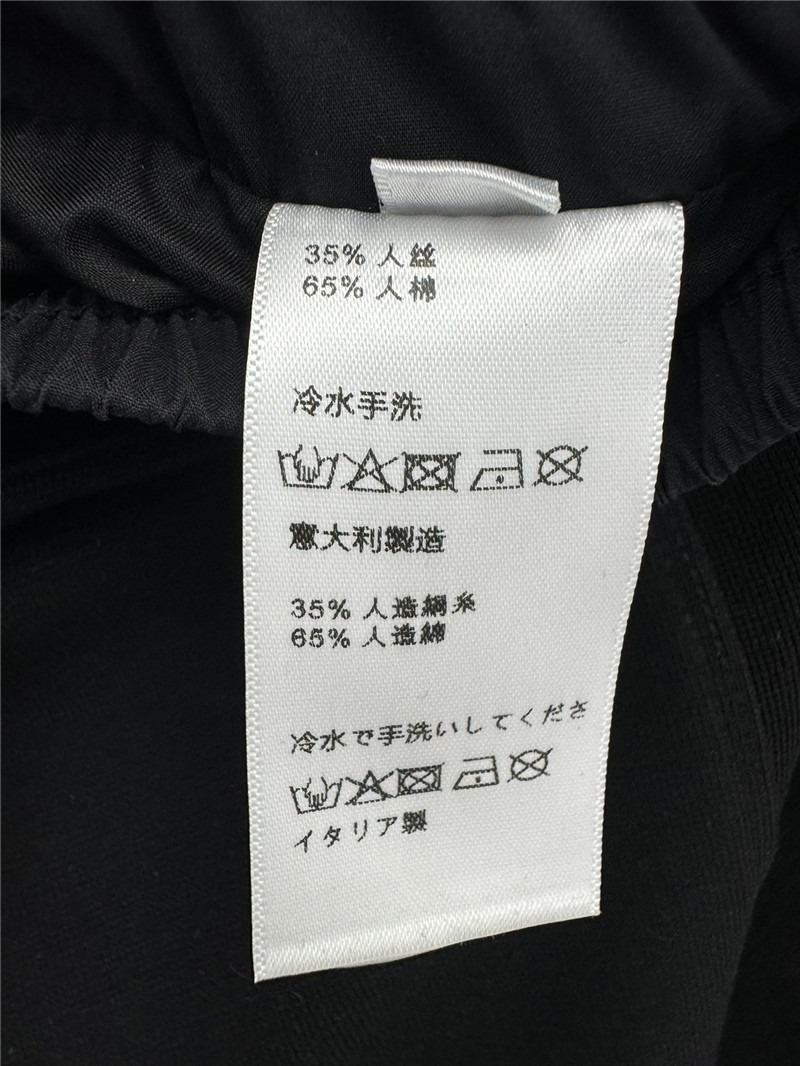 35% 人丝
65% 人棉
冷水手洗
意大利製造
35% 人造綢糸
65% 人造綿
冷水で手洗いしてくださ
イタリア製